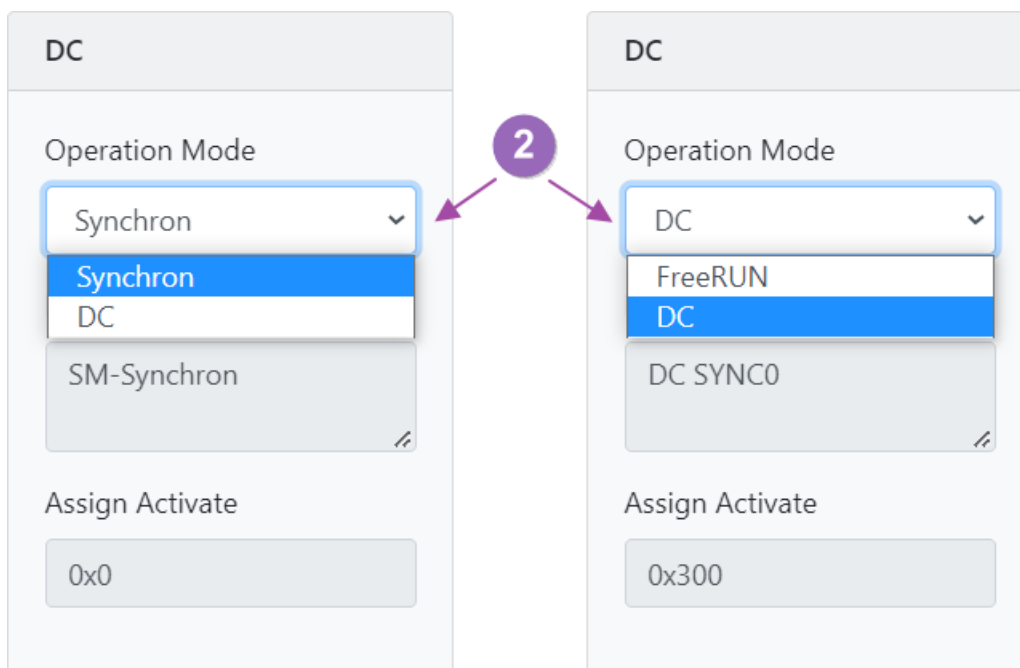 DC
Operation Mode
Synchron
Synchron
DC
SM-Synchron
Assign Activate
0x0
2
DC
Operation Mode
DC
FreeRUN
DC
DC SYNC0
Assign Activate
0x300